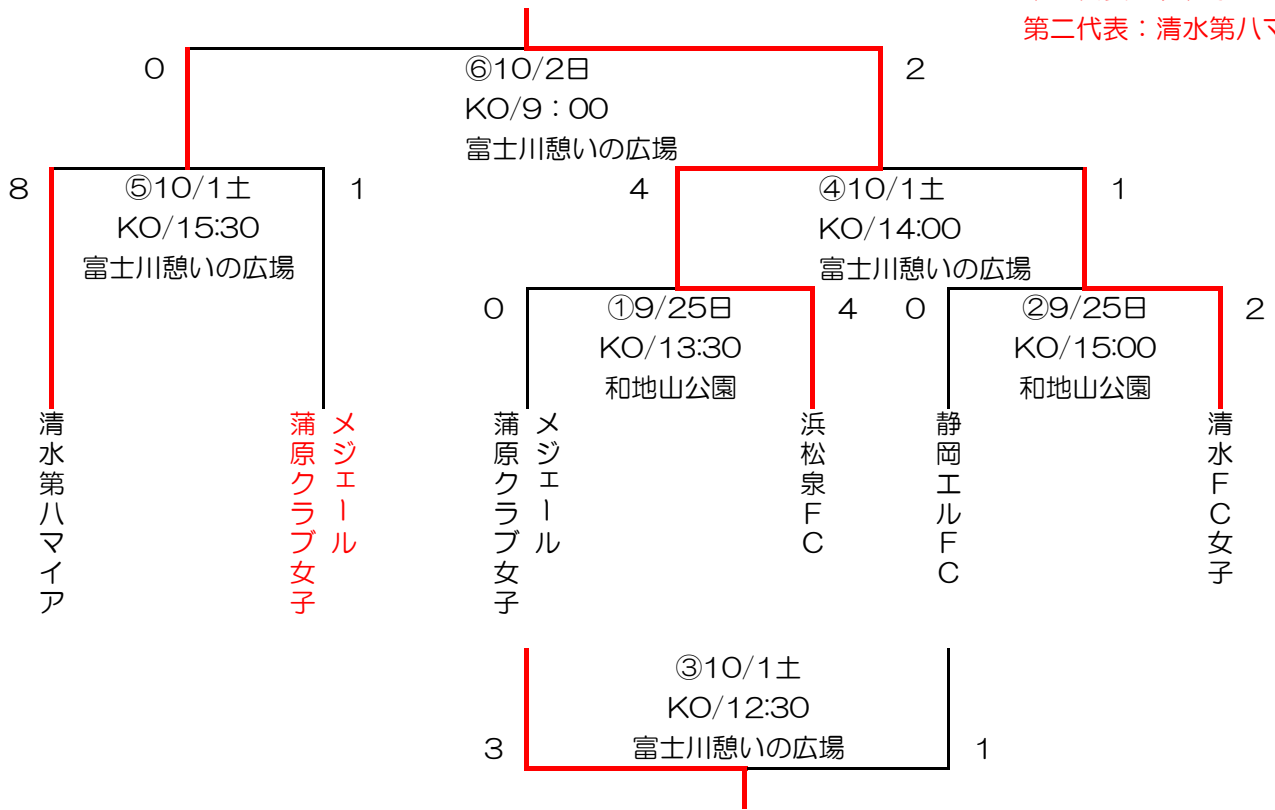 第二代表：清水第八マ
0
⑥10/2日
2
KO/9：00
富士川憩いの広場
8
⑤10/1土
1
4
④10/1土
1
KO/15:30
KO/14:00
富士川憩いの広場
富士川憩いの広場
0
①9/25日
4
0
②9/25日
2
KO/13:30
KO/15:00
和地山公園
和地山公園
清水第八マイア
メジェール
蒲原クラブ女子
メジェール
蒲原クラブ女子
浜松泉FC
静岡エルFC
清水FC女子
③10/1土
KO/12:30
3
富士川憩いの広場
1